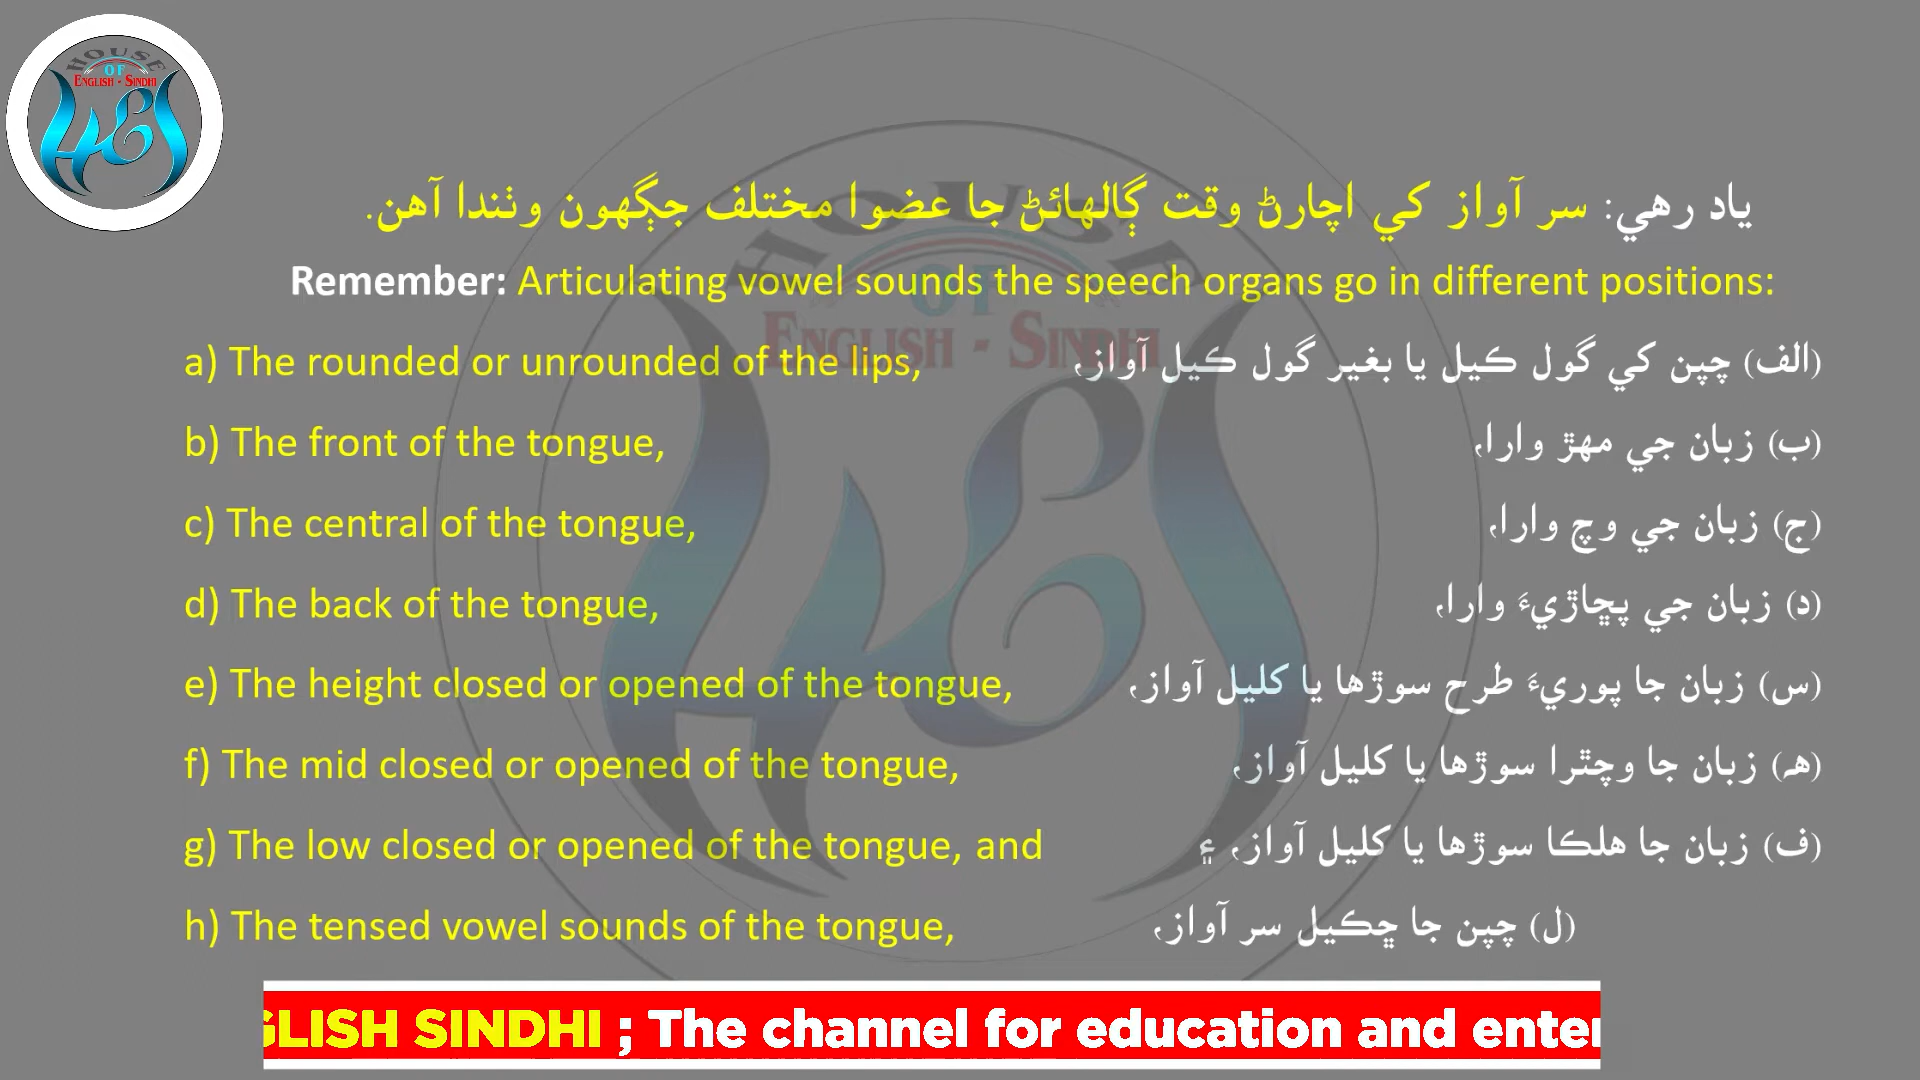 HOUSE
OF
ENGLISH - SINDHI
ياد رهي: سر آواز کي اچارڻ وقت ڳالهائڻ جا عضوا مختلف جڳهون وٺندا آهن.
Remember: Articulating vowel sounds the speech organs go in different positions:
a) The rounded or unrounded of the lips, (الف) چپن کي گول ڪيل يا بغير گول ڪيل آواز،
b) The front of the tongue, (ب) زبان جي مهڙ وارا،
c) The central of the tongue, (ج) زبان جي وچ وارا،
d) The back of the tongue, (د) زبان جي پڇاڙيءَ وارا،
e) The height closed or opened of the tongue, (س) زبان جا پوريءَ طرح سوڙها يا کليل آواز،
f) The mid closed or opened of the tongue, (هہ) زبان جا وچٿرا سوڙها يا کليل آواز،
g) The low closed or opened of the tongue, and (ف) زبان جا هلڪا سوڙها يا کليل آواز، ۽
h) The tensed vowel sounds of the tongue, (ل) چپن جا ڇڪيل سر آواز،
GLISH SINDHI ; The channel for education and enter